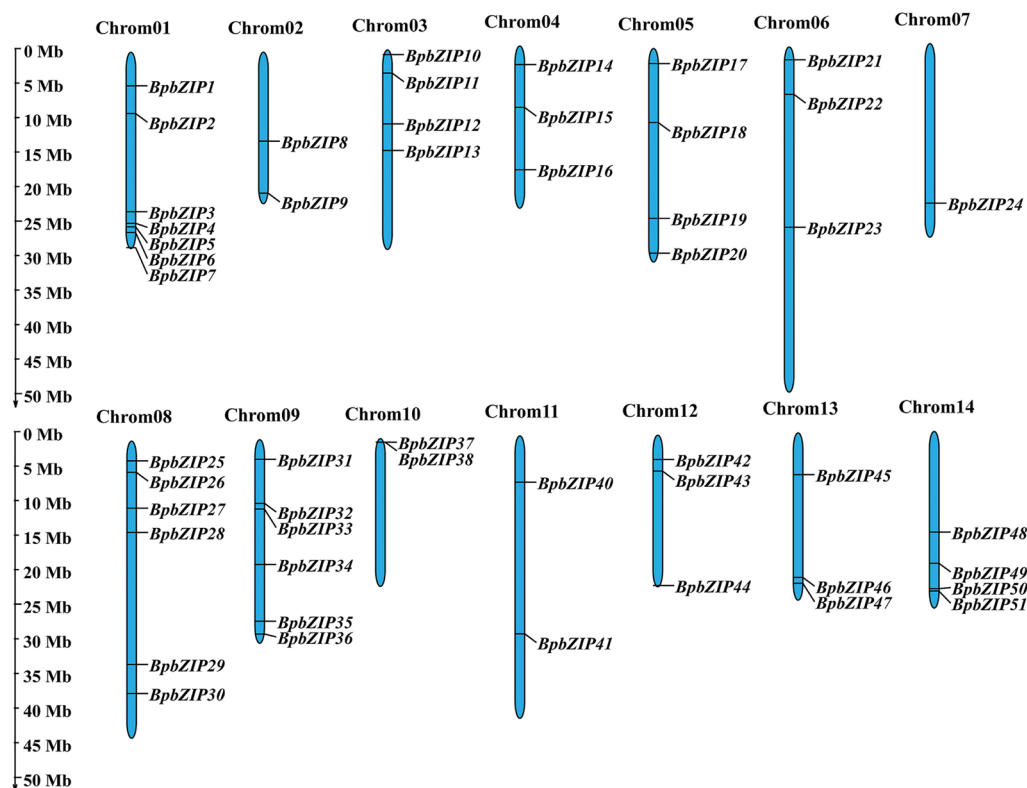 Chrom01 Chrom02 Chrom03 Chrom04 Chrom05 Chrom06 Chrom07
0 Mb
5 Mb
10 Mb
15 Mb
20 Mb
25 Mb
30 Mb
35 Mb
40 Mb
45 Mb
50 Mb
BpbZIP1
BpbZIP2
BpbZIP3
BpbZIP4
BpbZIP5
BpbZIP6
BpbZIP7
BpbZIP8
BpbZIP9
BpbZIP10
BpbZIP11
BpbZIP12
BpbZIP13
BpbZIP14
BpbZIP15
BpbZIP16
BpbZIP17
BpbZIP18
BpbZIP19
BpbZIP20
BpbZIP21
BpbZIP22
BpbZIP23
BpbZIP24
Chrom08 Chrom09 Chrom10 Chrom11 Chrom12 Chrom13 Chrom14
0 Mb
5 Mb
10 Mb
15 Mb
20 Mb
25 Mb
30 Mb
35 Mb
40 Mb
45 Mb
50 Mb
BpbZIP25
BpbZIP26
BpbZIP27
BpbZIP28
BpbZIP29
BpbZIP30
BpbZIP31
BpbZIP32
BpbZIP33
BpbZIP34
BpbZIP35
BpbZIP36
BpbZIP37
BpbZIP38
BpbZIP40
BpbZIP41
BpbZIP42
BpbZIP43
BpbZIP44
BpbZIP45
BpbZIP46
BpbZIP47
BpbZIP48
BpbZIP49
BpbZIP50
BpbZIP51